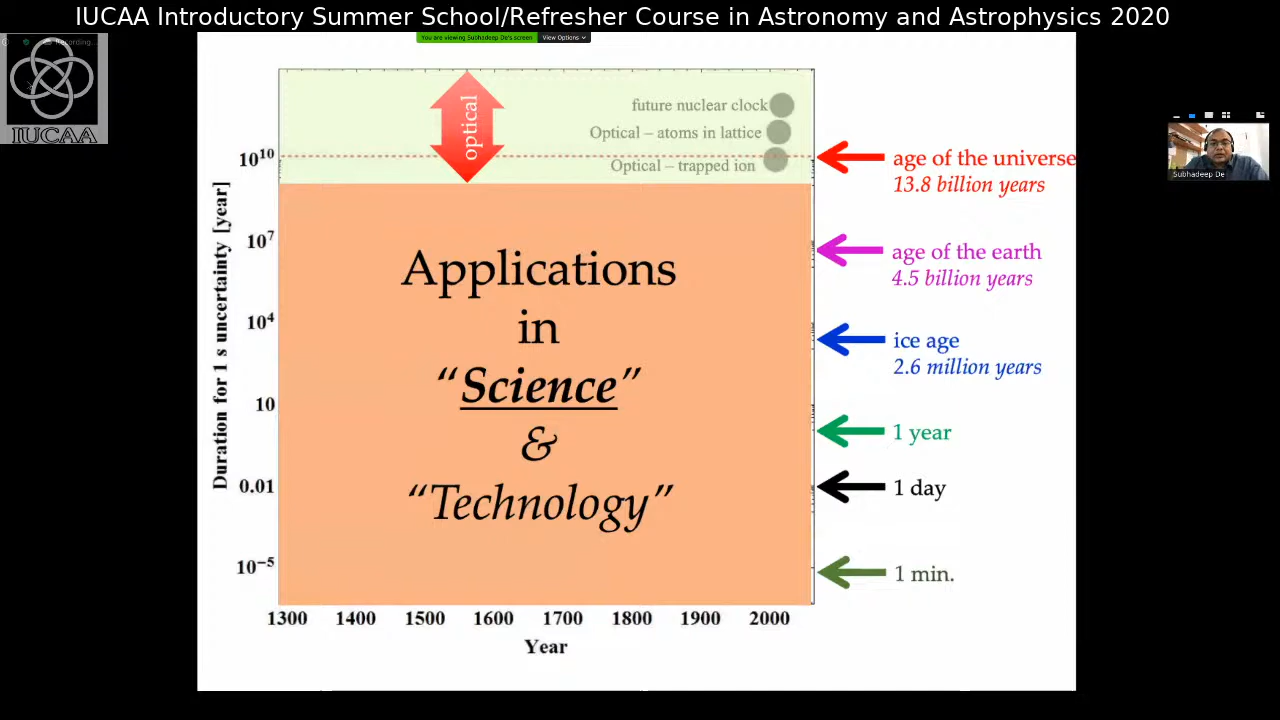 IUCAA Introductory Summer School/Refresher Course in Astronomy and Astrophysics 2020
Recording
You are viewing Subhadeep De's screen
View Options
IUCAA
Subhadeep De
optical
future nuclear clock
Optical – atoms in lattice
Optical – trapped ion
Applications
in
“Science”
&
“Technology”
Duration for 1 s uncertainty [year]
10¹⁰
10⁷
10⁴
10
0.01
10⁻⁵
1300 1400 1500 1600 1700 1800 1900 2000
Year
age of the universe
13.8 billion years
age of the earth
4.5 billion years
ice age
2.6 million years
1 year
1 day
1 min.